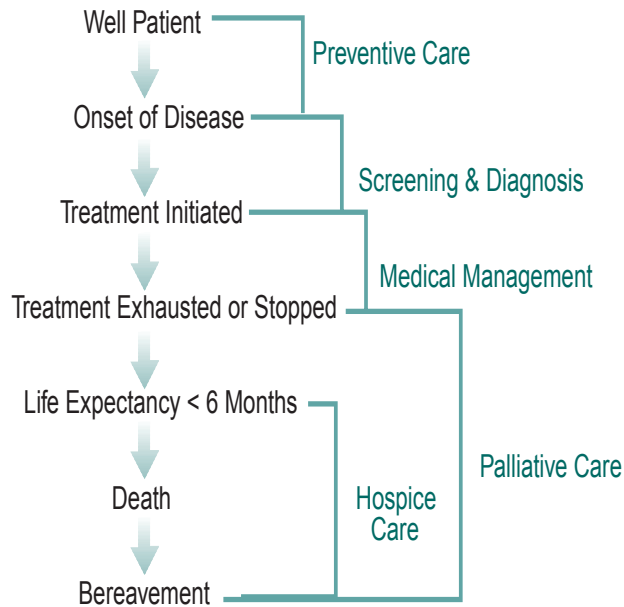 Well Patient
Preventive Care
Onset of Disease
Screening & Diagnosis
Treatment Initiated
Medical Management
Treatment Exhausted or Stopped
Life Expectancy < 6 Months
Palliative Care
Death
Hospice
Care
Bereavement